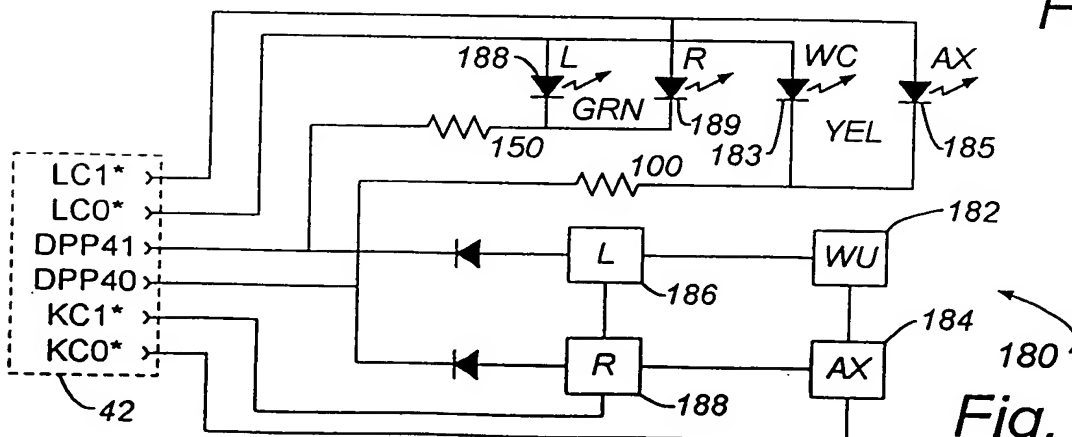 F
188 L R WC AX
GRN 189 183 YEL 185
150
100
LC1*
LC0*
DPP41
DPP40
KC1*
KC0*
42
L 186
WU 182
R 188
AX 184
180
Fig.